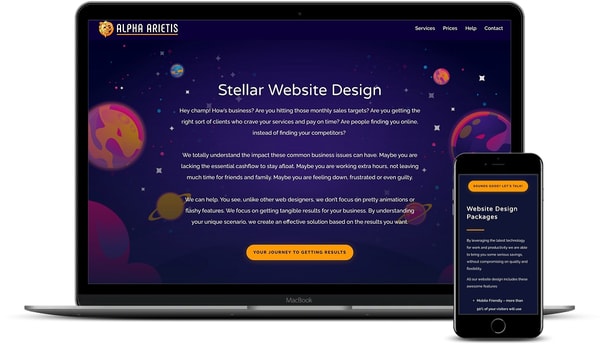 ALPHA ARIETIS
Services Prices Help Contact
Stellar Website Design
Hey champ! How's business? Are you hitting those monthly sales targets? Are you getting the
right sort of clients who crave your services and pay on time? Are people finding you online,
instead of finding your competitors?
We totally understand the impact these common business issues can have. Maybe you are
lacking the essential cashflow to stay afloat. Maybe you are working extra hours, not leaving
much time for friends and family. Maybe you are feeling down, frustrated or even guilty.
We can help. You see, unlike other web designers, we don't focus on pretty animations or
flashy features. We focus on getting tangible results for your business. By understanding
your unique scenario, we create an effective solution based on the results you want
YOUR JOURNEY TO GETTING RESULTS
MacBook
SOUNDS GOOD! LET'S TALK!
Website Design
Packages
By leveraging the latest technology
for work and productivity we are able
to bring you some serious savings,
without compromising on quality and
flexibility.
All our website design includes these
awesome features:
• Mobile Friendly – more than
50% of your visitors will use